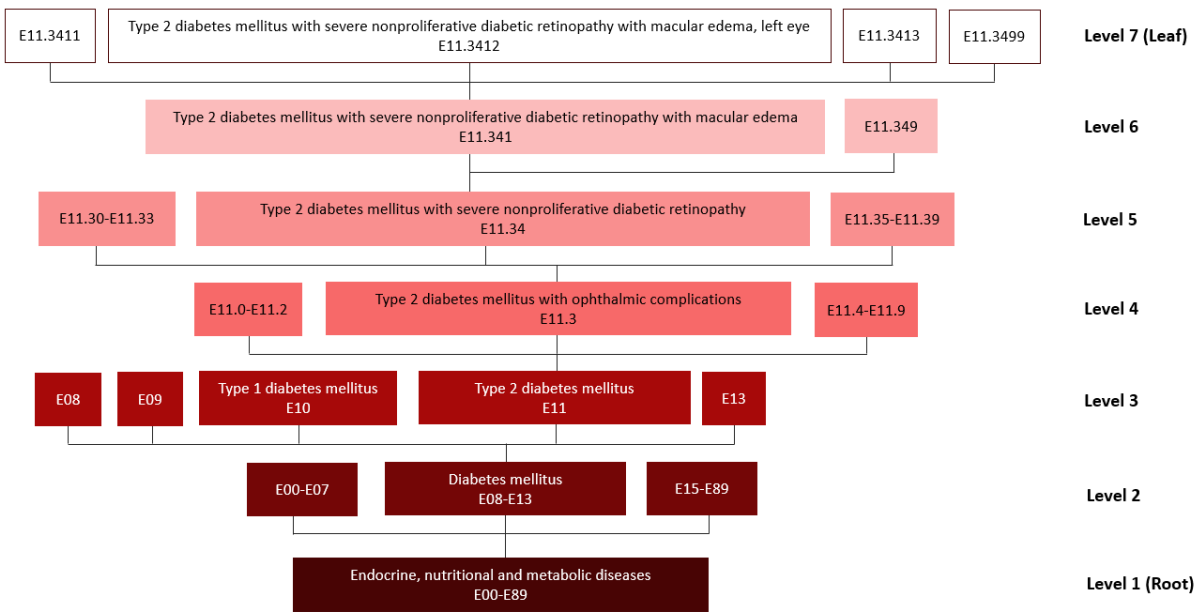 E11.3411
Type 2 diabetes mellitus with severe nonproliferative diabetic retinopathy with macular edema, left eye
E11.3412
E11.3413
E11.3499
Level 7 (Leaf)
Type 2 diabetes mellitus with severe nonproliferative diabetic retinopathy with macular edema
E11.341
E11.349
Level 6
E11.30-E11.33
Type 2 diabetes mellitus with severe nonproliferative diabetic retinopathy
E11.34
E11.35-E11.39
Level 5
E11.0-E11.2
Type 2 diabetes mellitus with ophthalmic complications
E11.3
E11.4-E11.9
Level 4
E08
E09
Type 1 diabetes mellitus
E10
Type 2 diabetes mellitus
E11
E13
Level 3
E00-E07
Diabetes mellitus
E08-E13
E15-E89
Level 2
Endocrine, nutritional and metabolic diseases
E00-E89
Level 1 (Root)